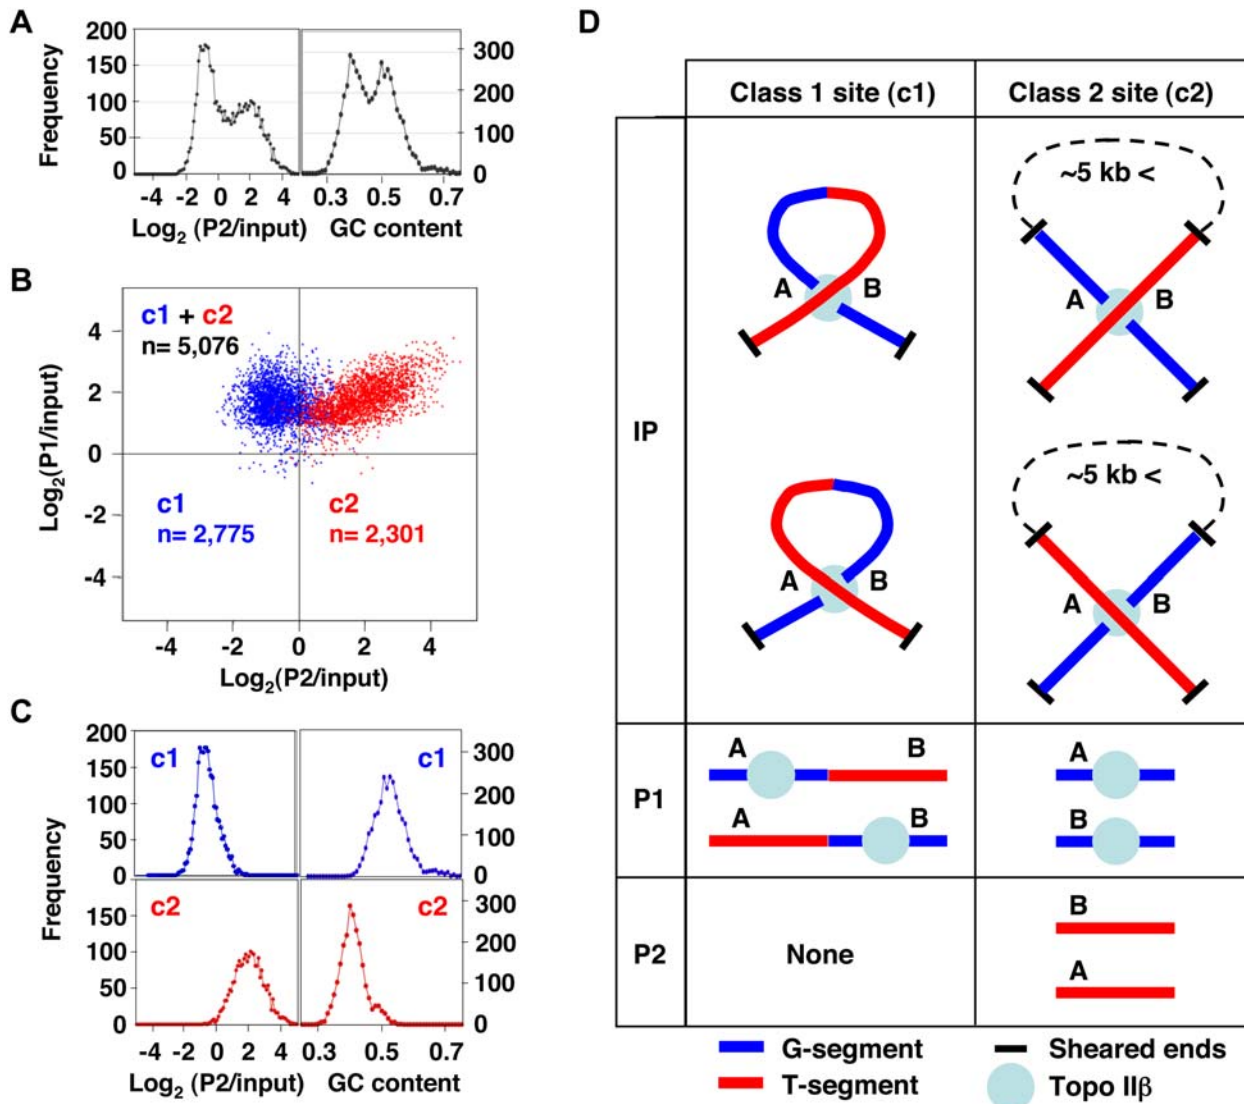 A
Frequency
200
150
100
50
0
300
200
100
0
-4 -2 0 2 4
0.3 0.5 0.7
Log2 (P2/input)
GC content
B
Log2(P1/input)
4
2
0
-2
-4
c1 + c2
n= 5,076
c1
n= 2,775
c2
n= 2,301
-4 -2 0 2 4
Log2(P2/input)
C
Frequency
200
150
100
50
0
c1
c1
300
200
100
0
150
100
50
0
c2
c2
300
200
100
0
-4 -2 0 2 4
0.3 0.5 0.7
Log2 (P2/input)
GC content
D
Class 1 site (c1)
Class 2 site (c2)
IP
A B
~5 kb <
A B
A B
~5 kb <
A B
P1
A B
A B
A
B
P2
None
B
A
G-segment
T-segment
Sheared ends
Topo IIβ